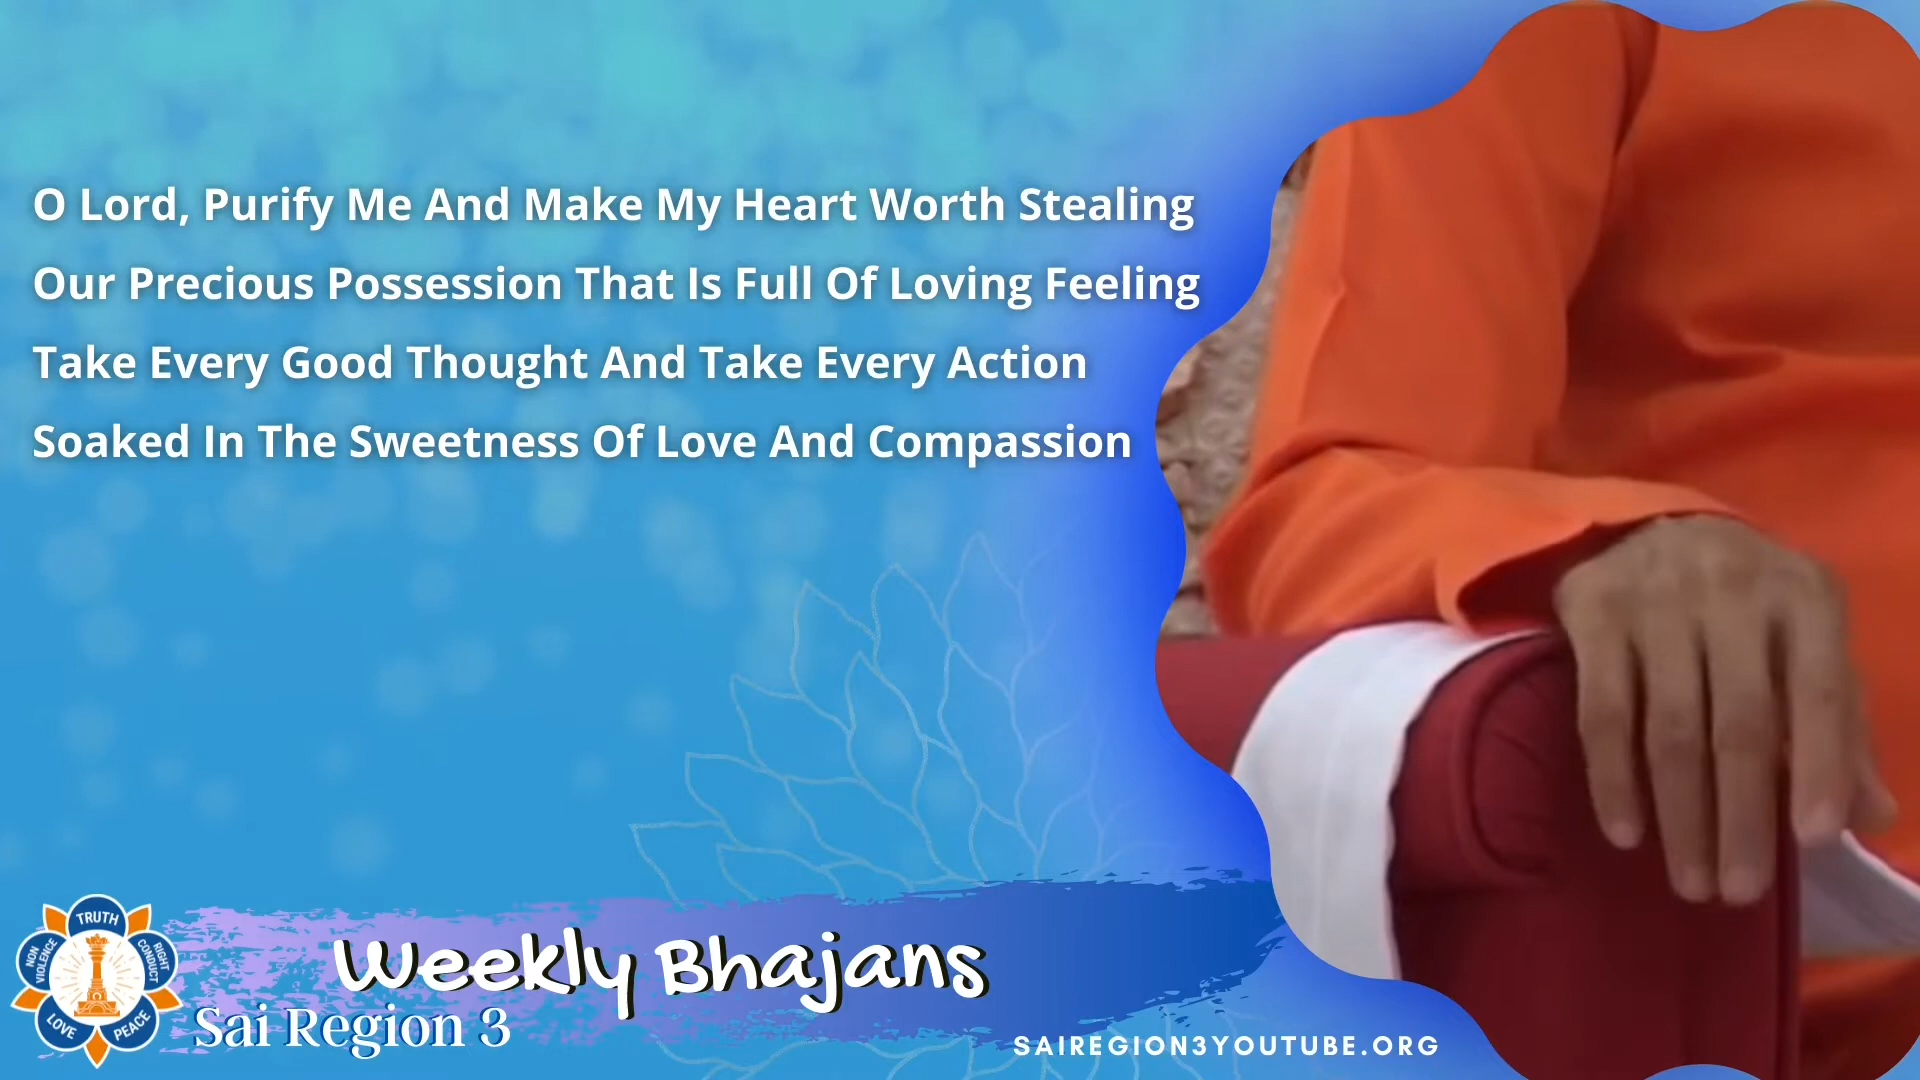 O Lord, Purify Me And Make My Heart Worth Stealing
Our Precious Possession That Is Full Of Loving Feeling
Take Every Good Thought And Take Every Action
Soaked In The Sweetness Of Love And Compassion
TRUTH
NON VIOLENCE
RIGHT CONDUCT
LOVE
PEACE
Weekly Bhajans
Sai Region 3
SAIREGION3YOUTUBE.ORG